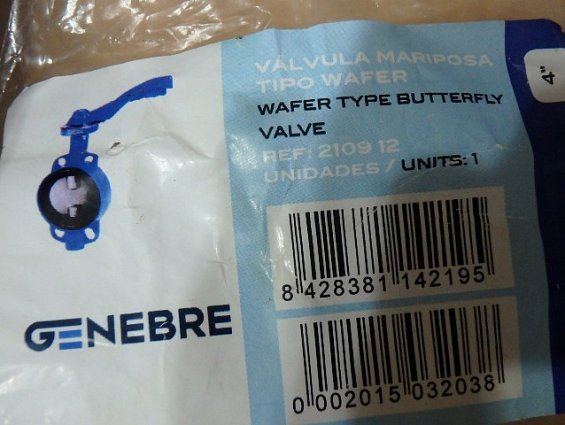 VÁLVULA MARIPOSA
TIPO WAFER
WAFER TYPE BUTTERFLY
VALVE
REF: 2109 12
UNIDADES / UNITS: 1
4"
8 428381 142195
GENEBRE
0 002015 032038